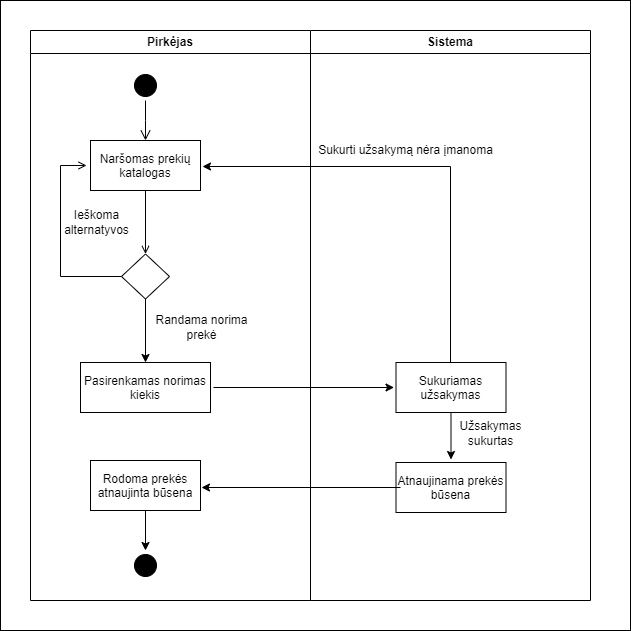 Pirkėjas
Sistema
Naršomas prekių
katalogas
Sukurti užsakymą nėra įmanoma
Ieškoma
alternatyvos
Randama norima
prekė
Pasirenkamas norimas
kiekis
Sukuriamas
užsakymas
Užsakymas
sukurtas
Rodoma prekės
atnaujinta būsena
Atnaujinama prekės
būsena